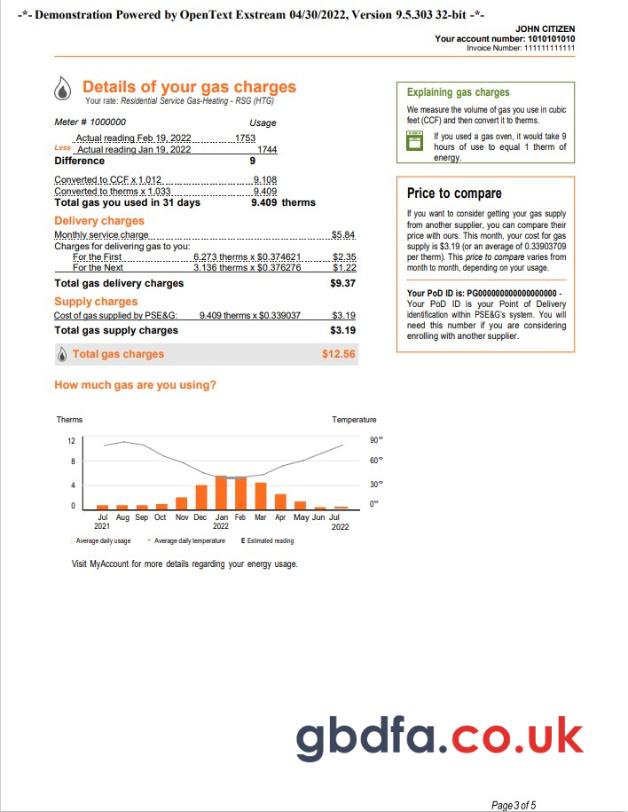 -*- Demonstration Powered by OpenText Exstream 04/30/2022, Version 9.5.303 32-bit -*-
JOHN CITIZEN
Your account number: 1010101010
Invoice Number: 111111111111
Details of your gas charges
Your rate: Residential Service Gas-Heating - RSG (HTG)
Meter # 1000000 Usage
Actual reading Feb 19, 2022 1753
Less Actual reading Jan 19, 2022 1744
Difference 9
Converted to CCF x 1.012 9.108
Converted to therms x 1.033 9.409
Total gas you used in 31 days 9.409 therms
Delivery charges
Monthly service charge $5.84
Charges for delivering gas to you:
For the First 6.273 therms x $0.374621 $2.35
For the Next 3.136 therms x $0.376276 $1.22
Total gas delivery charges $9.37
Supply charges
Cost of gas supplied by PSE&G: 9.409 therms x $0.339037 $3.19
Total gas supply charges $3.19
Total gas charges $12.56
Explaining gas charges
We measure the volume of gas you use in cubic
feet (CCF) and then convert it to therms.
If you used a gas oven, it would take 9
hours of use to equal 1 therm of
energy.
Price to compare
If you want to consider getting your gas supply
from another supplier, you can compare their
price with ours. This month, your cost for gas
supply is $3.19 (or an average of 0.33903709
per therm). This price to compare varies from
month to month, depending on your usage.
Your PoD ID is: PG000000000000000000 -
Your PoD ID is your Point of Delivery
identification within PSE&G's system. You will
need this number if you are considering
enrolling with another supplier.
How much gas are you using?
Therms Temperature
12 90°
8 60°
4 30°
0 0°
Jul Aug Sep Oct Nov Dec Jan Feb Mar Apr May Jun Jul
2021 2022 2022
Average daily usage - Average daily temperature E Estimated reading
Visit MyAccount for more details regarding your energy usage.
gbdfa.co.uk
Page 3 of 5